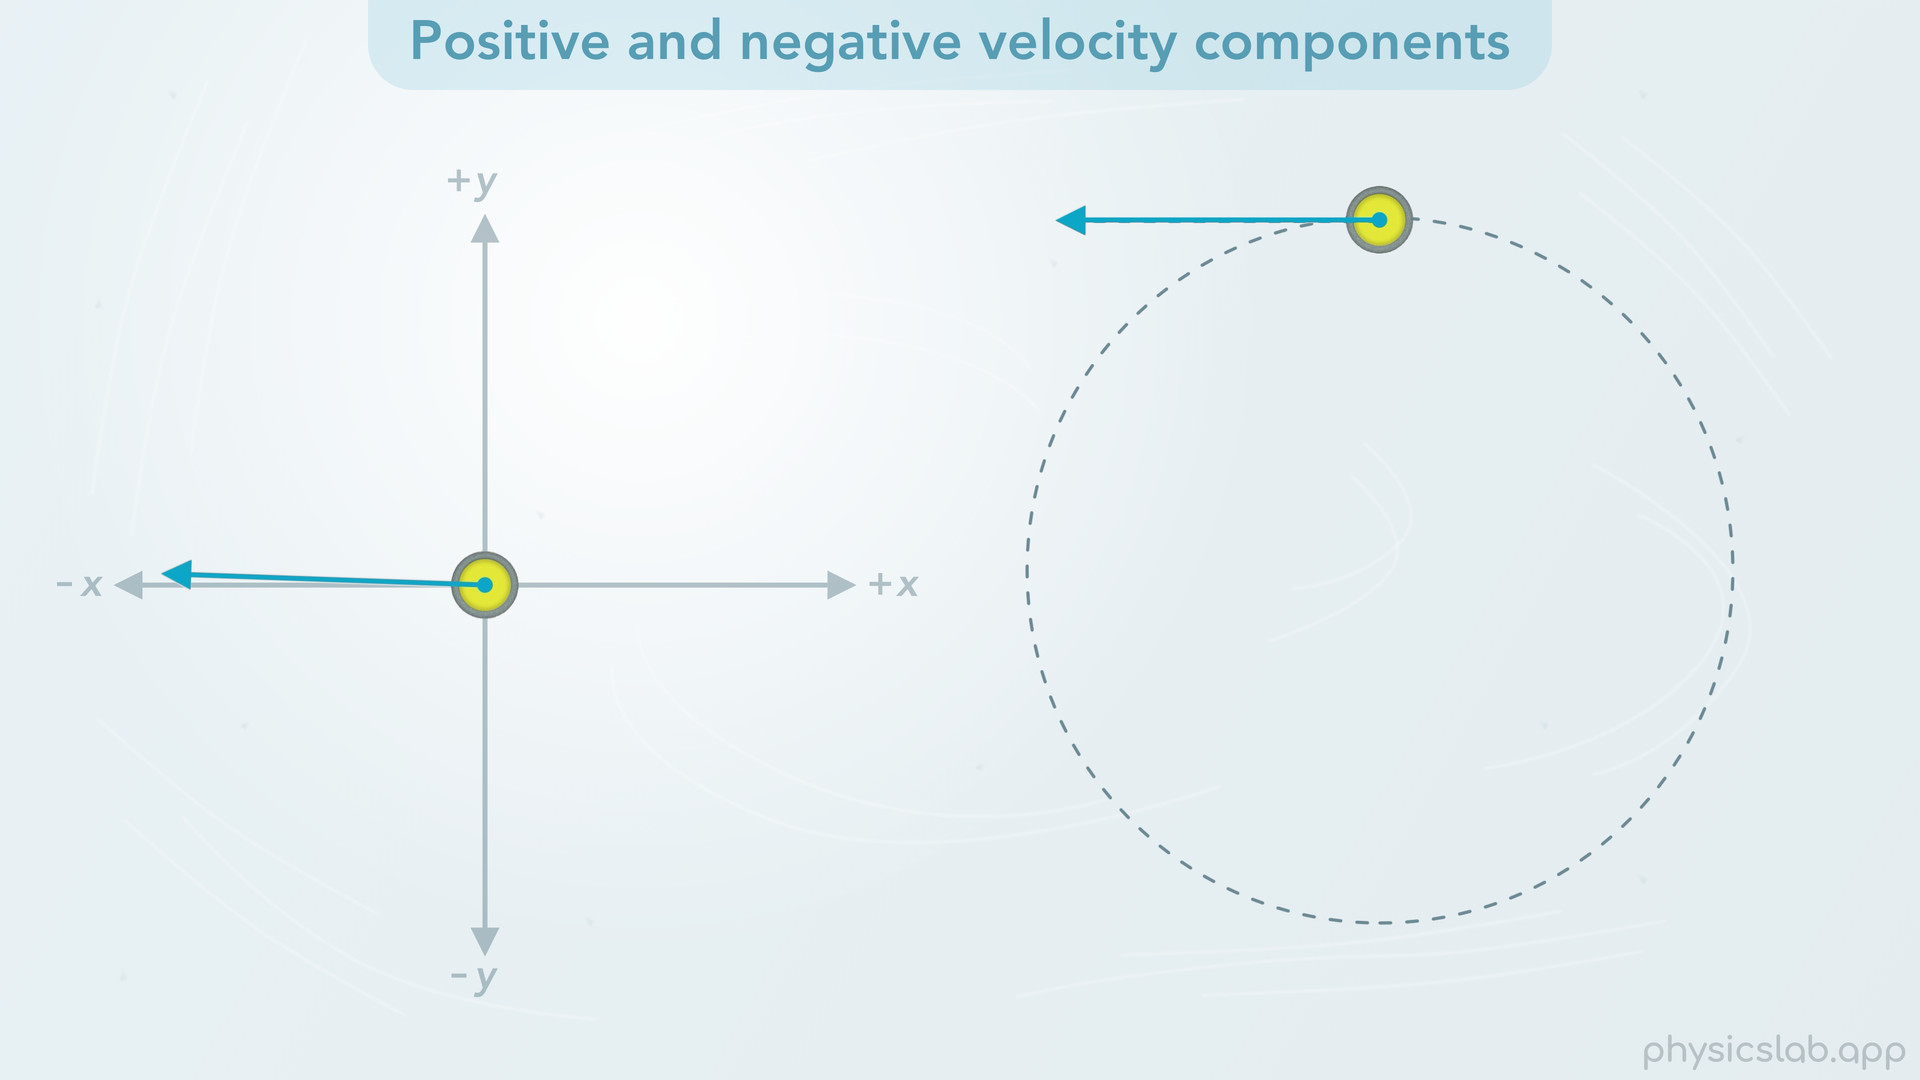 Positive and negative velocity components
+y
-x
+x
-y
physicslab.app